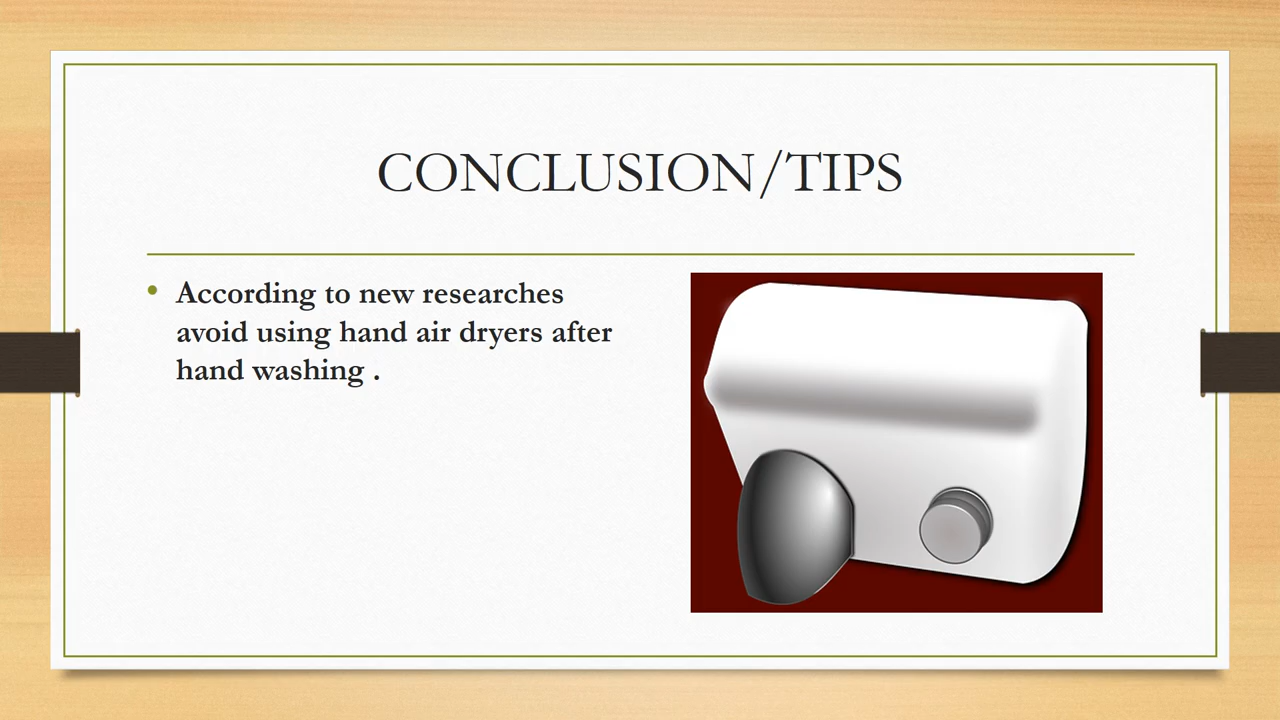 CONCLUSION/TIPS
• According to new researches
avoid using hand air dryers after
hand washing .